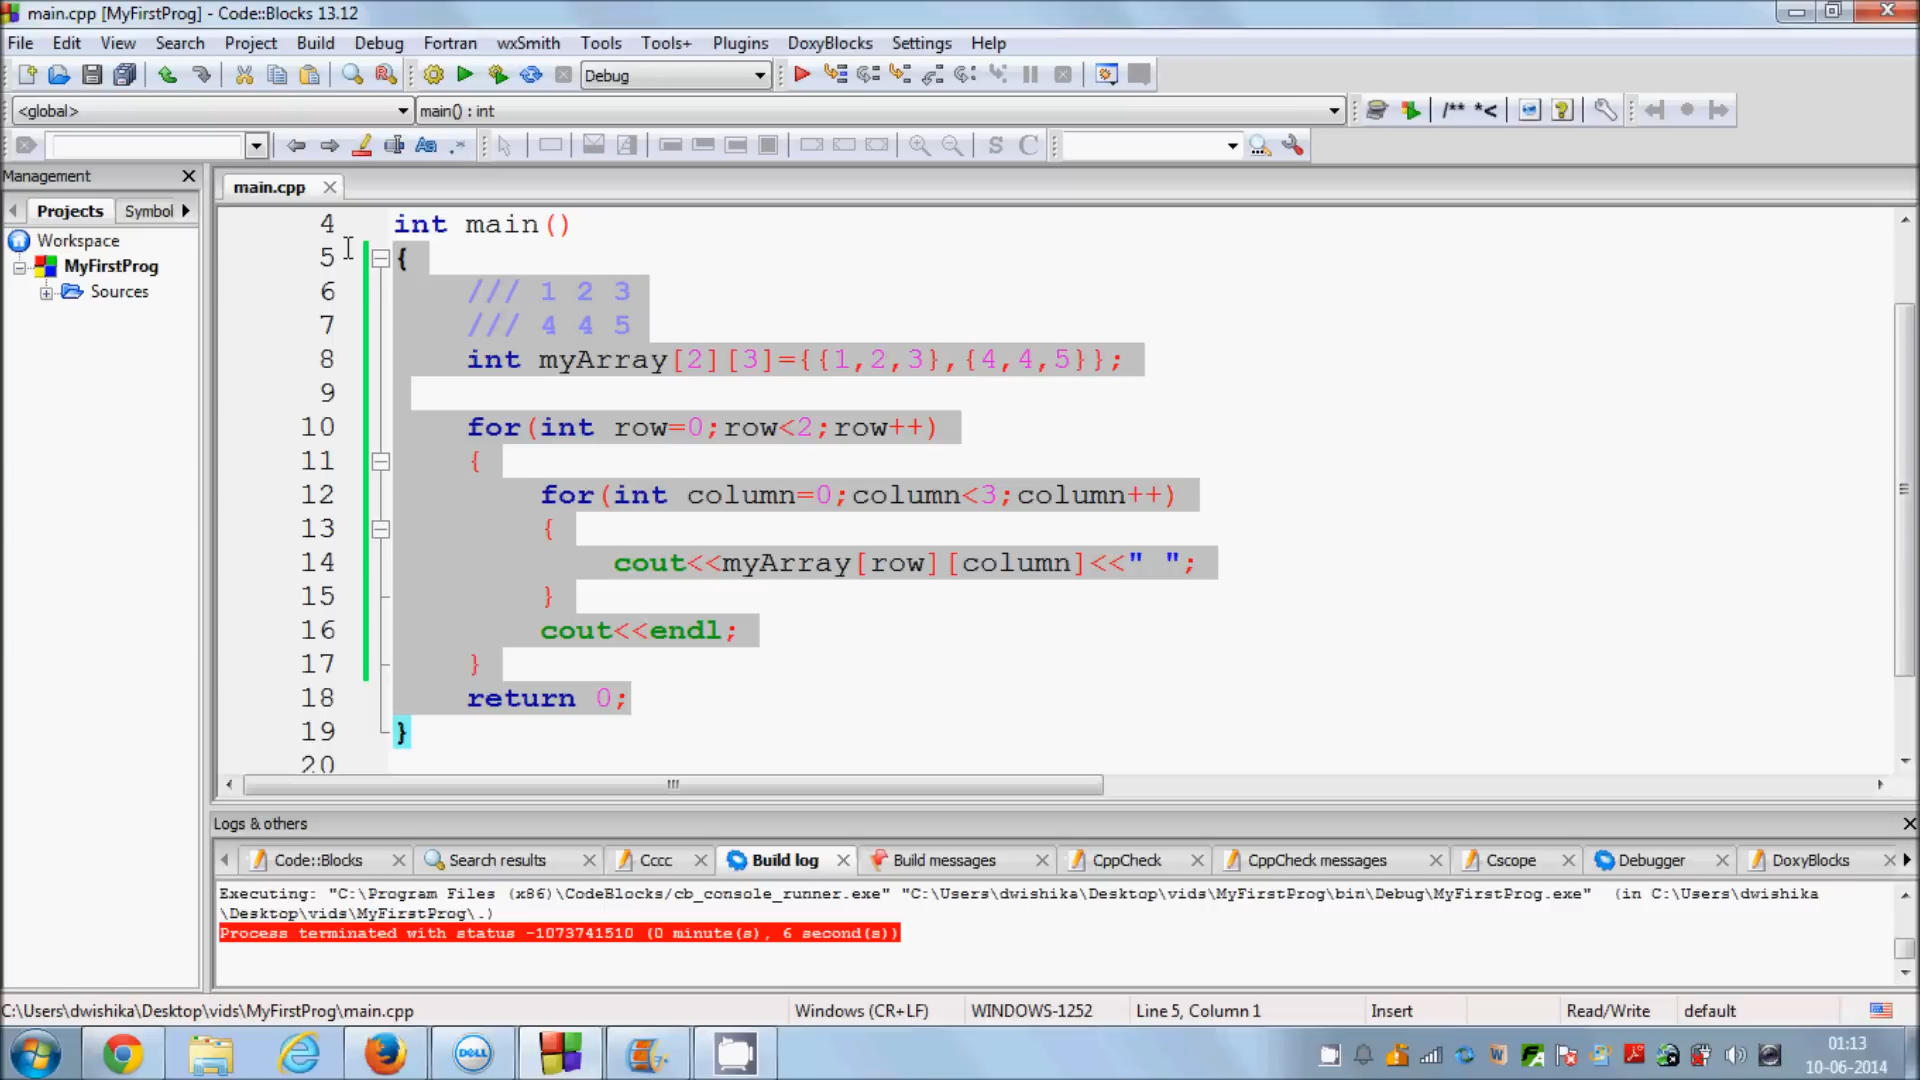 main.cpp [MyFirstProg] - Code::Blocks 13.12
File Edit View Search Project Build Debug Fortran wxSmith Tools Tools+ Plugins DoxyBlocks Settings Help
Debug
<global> main() : int /** *<
S C
Management
main.cpp
Projects Symbol
Workspace
MyFirstProg
Sources
4 int main()
5 {
6 /// 1 2 3
7 /// 4 4 5
8 int myArray[2][3]={{1,2,3},{4,4,5}};
9
10 for(int row=0;row<2;row++)
11 {
12 for(int column=0;column<3;column++)
13 {
14 cout<<myArray[row][column]<<" ";
15 }
16 cout<<endl;
17 }
18 return 0;
19 }
20
Logs & others
Code::Blocks Search results Cccc Build log Build messages CppCheck CppCheck messages Cscope Debugger DoxyBlocks
Executing: "C:\Program Files (x86)\CodeBlocks/cb_console_runner.exe" "C:\Users\dwishika\Desktop\vids\MyFirstProg\bin\Debug\MyFirstProg.exe" (in C:\Users\dwishika
\Desktop\vids\MyFirstProg\.)
Process terminated with status -1073741510 (0 minute(s), 6 second(s))
C:\Users\dwishika\Desktop\vids\MyFirstProg\main.cpp Windows (CR+LF) WINDOWS-1252 Line 5, Column 1 Insert Read/Write default
DELL
01:13
10-06-2014